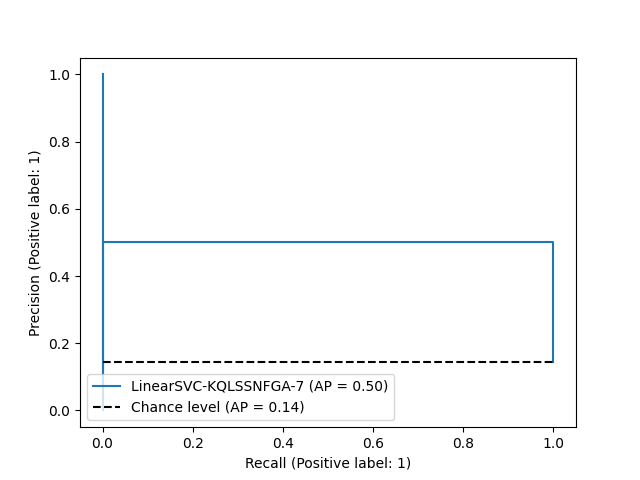 1.0
0.8
0.6
0.4
0.2
0.0
Precision (Positive label: 1)
LinearSVC-KQLSSNFGA-7 (AP = 0.50)
Chance level (AP = 0.14)
0.0 0.2 0.4 0.6 0.8 1.0
Recall (Positive label: 1)